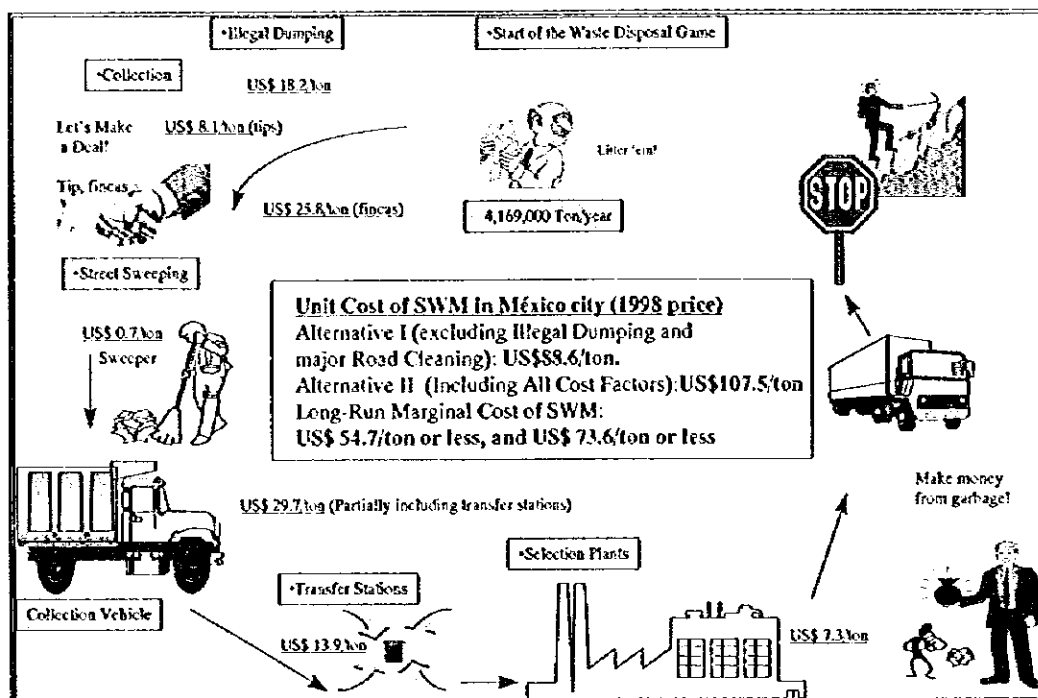 •Illegal Dumping
•Start of the Waste Disposal Game
•Collection
US$ 18.2/ton
Let's Make
a Deal!
US$ 8.1/ton (tips)
Litter 'em!
Tip, fincas
US$ 25.8/ton (fincas)
4,169,000 Ton/year
STOP
•Street Sweeping
US$ 0.7/ton
Sweeper
Unit Cost of SWM in México city (1998 price)
Alternative I (excluding Illegal Dumping and
major Road Cleaning): US$88.6/ton.
Alternative II (Including All Cost Factors):US$107.5/ton
Long-Run Marginal Cost of SWM:
US$ 54.7/ton or less, and US$ 73.6/ton or less
Make money
from garbage!
US$ 29.7/ton (Partially including transfer stations)
•Selection Plants
•Transfer Stations
Collection Vehicle
US$ 13.9/ton
US$ 7.3/ton